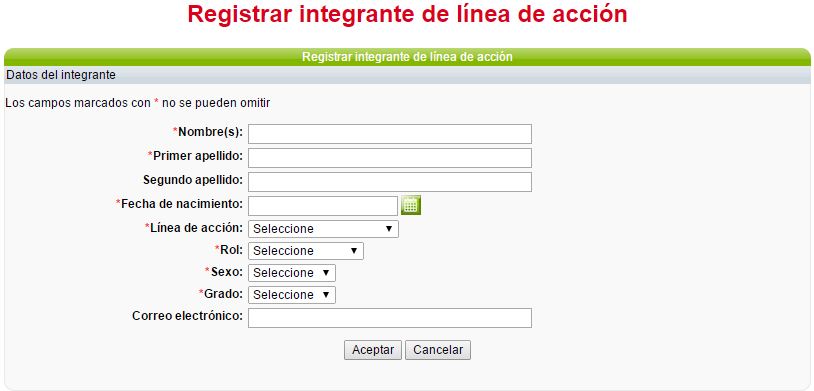 Registrar integrante de línea de acción
Registrar integrante de línea de acción
Datos del integrante
Los campos marcados con * no se pueden omitir
*Nombre(s):
*Primer apellido:
Segundo apellido:
*Fecha de nacimiento:
*Línea de acción: Seleccione
*Rol: Seleccione
*Sexo: Seleccione
*Grado: Seleccione
Correo electrónico:
Aceptar Cancelar